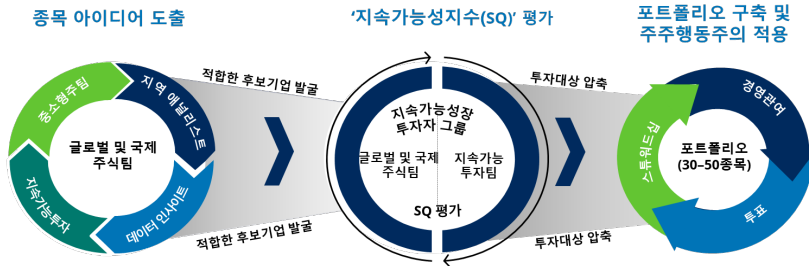 종목 아이디어 도출
중소형주팀
지역 애널리스트
지속가능투자
데이터 인사이트
글로벌 및 국제
주식팀
적합한 후보기업 발굴
적합한 후보기업 발굴
‘지속가능성지수(SQ)’ 평가
지속가능성장
투자자 그룹
글로벌 및 국제
주식팀
지속가능
투자팀
SQ 평가
투자대상 압축
투자대상 압축
포트폴리오 구축 및
주주행동주의 적용
스튜워드십
경영관여
투표
포트폴리오
(30–50종목)